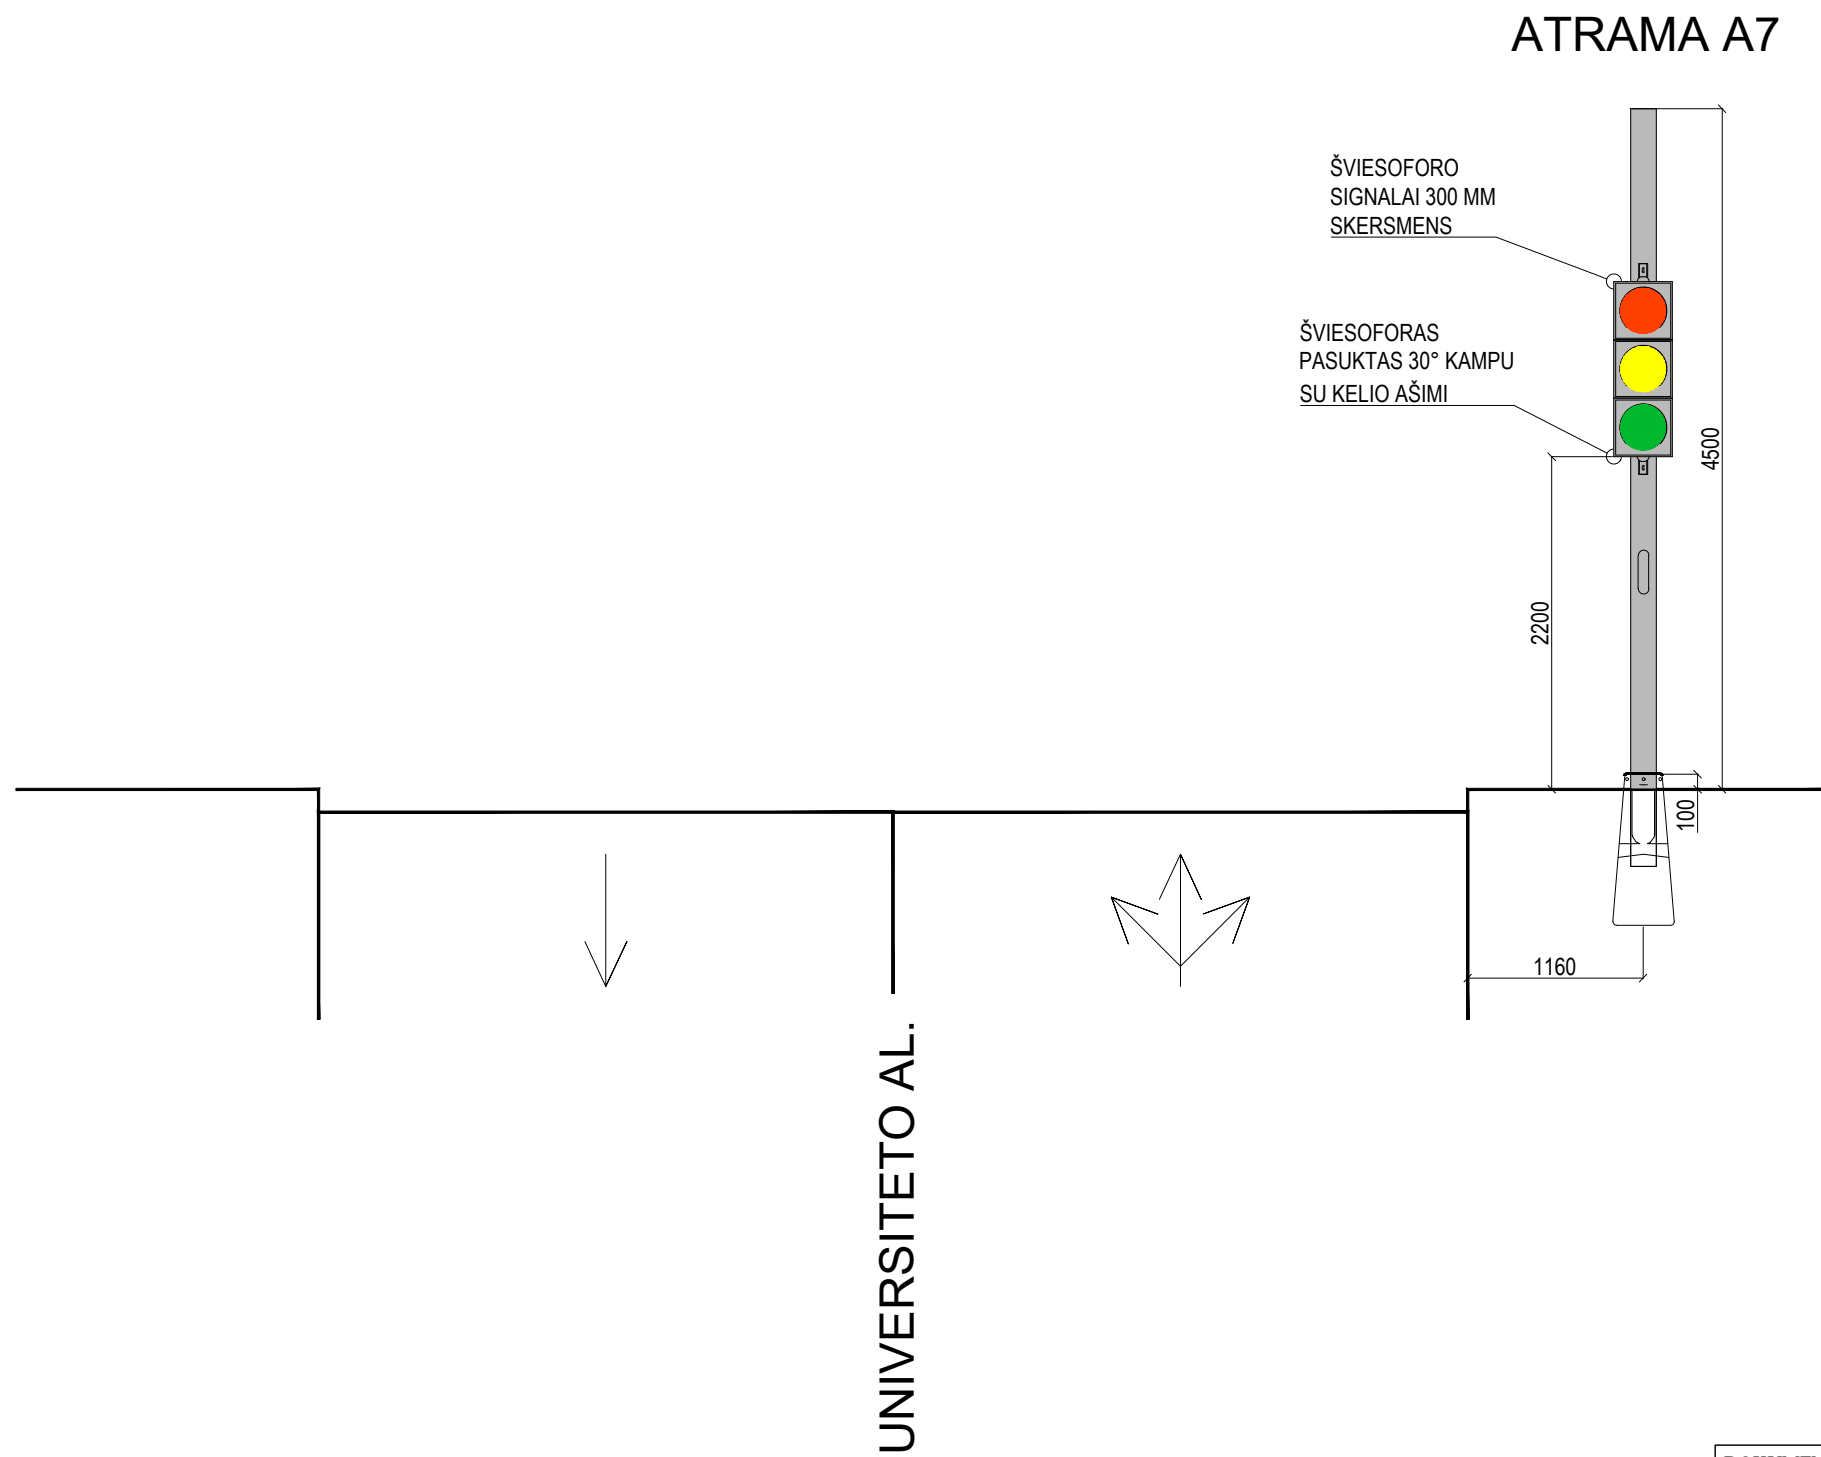 ATRAMA A7
ŠVIESOFORO
SIGNALAI 300 MM
SKERSMENS
ŠVIESOFORAS
PASUKTAS 30° KAMPU
SU KELIO AŠIMI
4500
2200
100
1160
UNIVERSITETO AL.